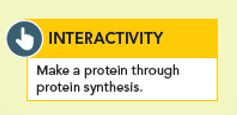 INTERACTIVITY
Make a protein through
protein synthesis.